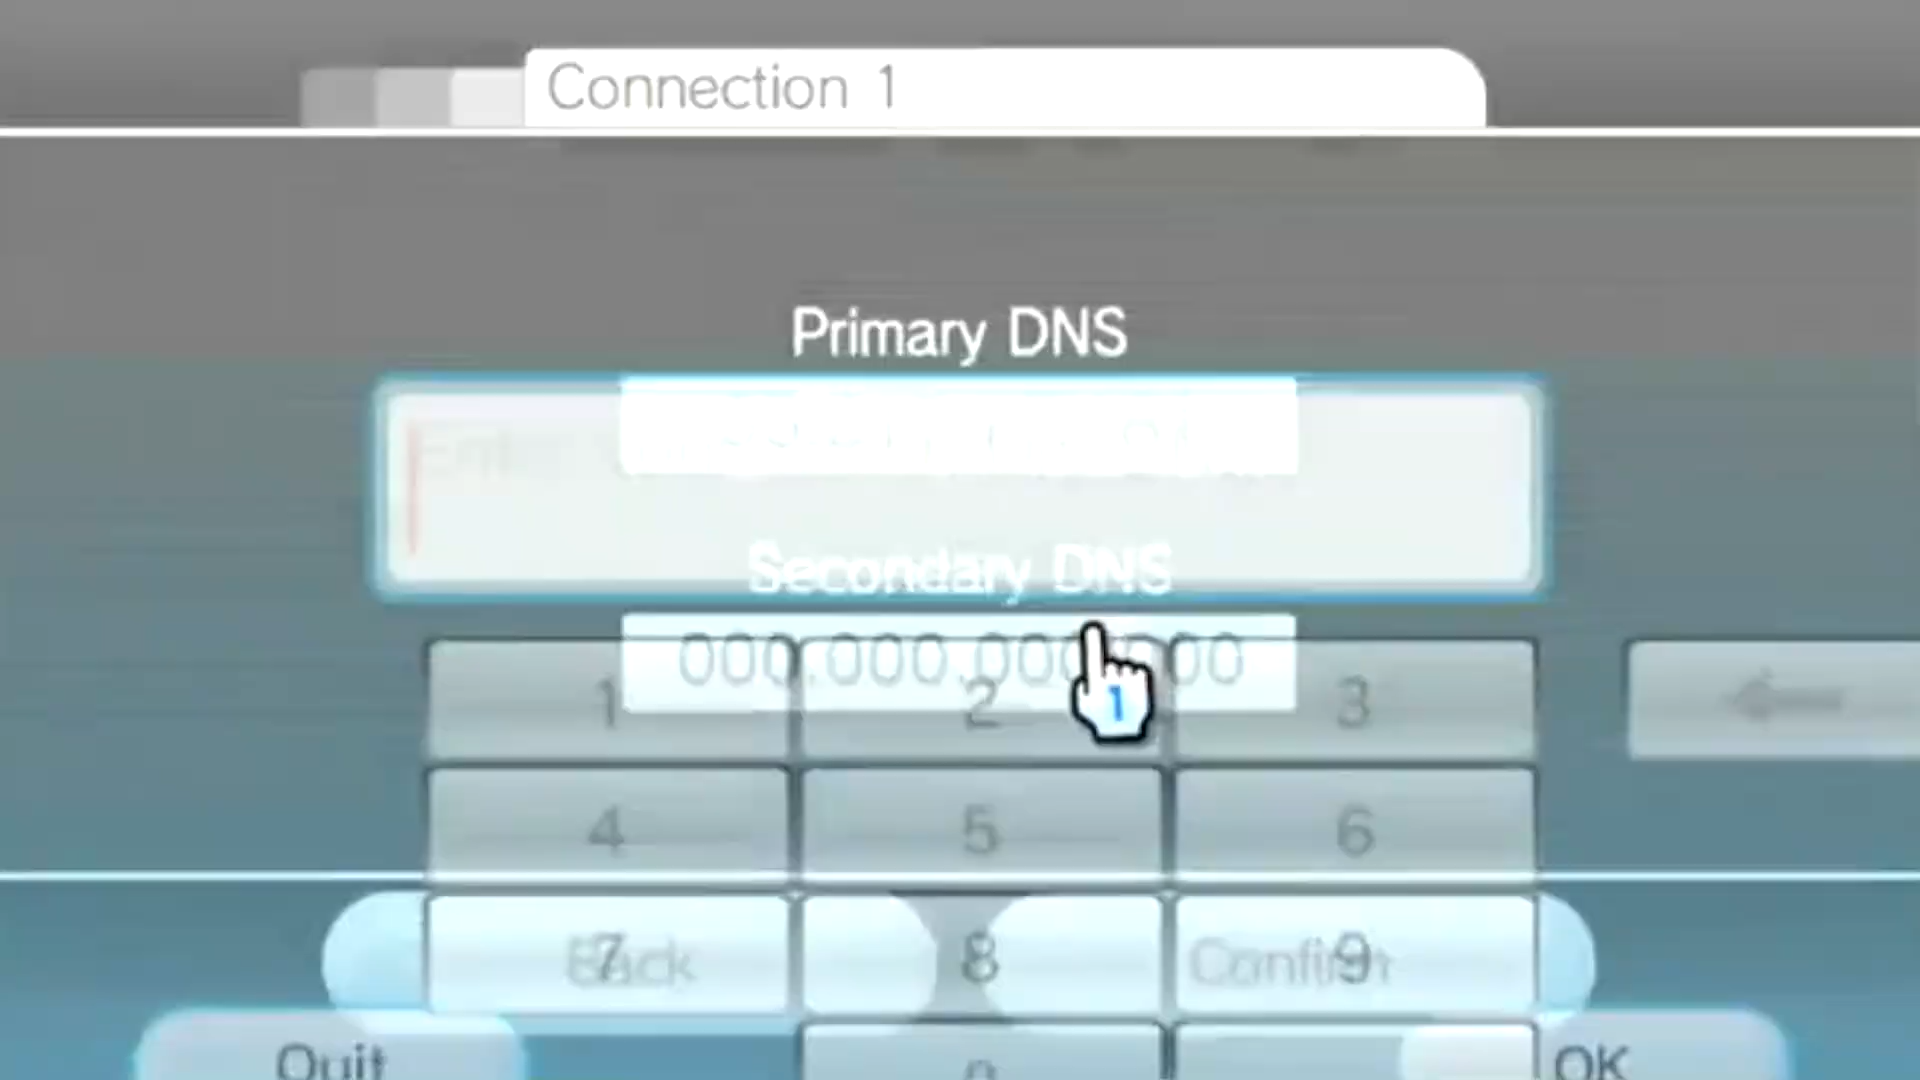 Connection 1
Primary DNS
Secondary DNS
000.000.000.000
1 2 3
4 5 6
7 8 9
Back
Confirm
Quit
OK